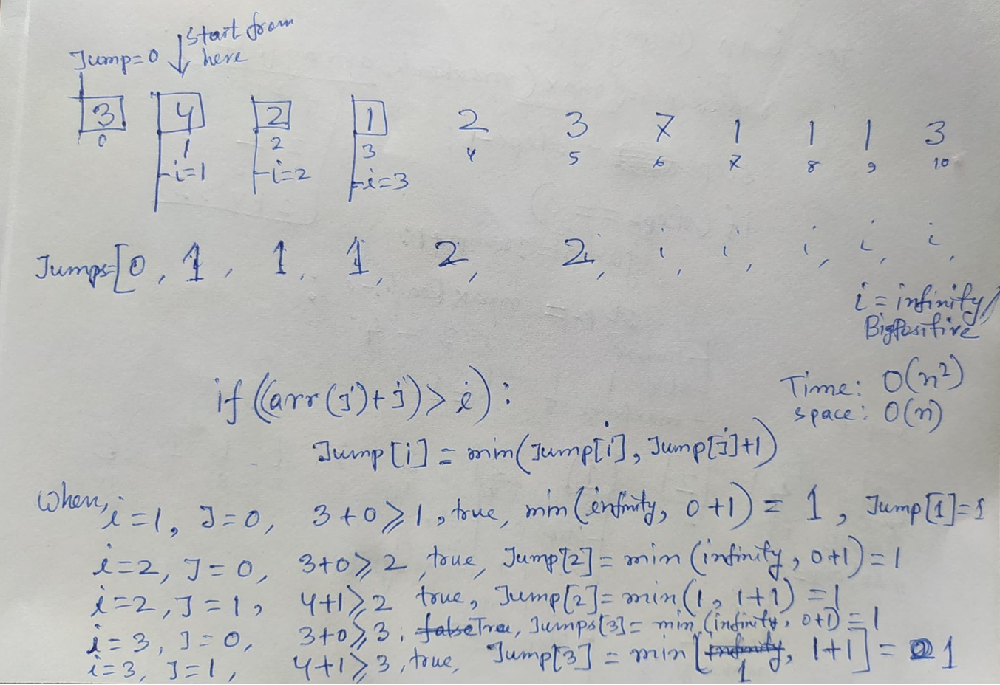 Start from
Jump=0 here
3 4 2 1 2 3 7 1 1 1 3
0 1 2 3 4 5 6 7 8 9 10
i=1 i=2 i=3
Jumps=[0, 1, 1, 1, 2, 2, i, i, i, i, i,
i = infinity/
BigPositive
if ((arr(j)+j)> i):
Time: O(n²)
space: O(n)
Jump[i] = min(Jump[i], Jump[j]+1)
When,
i=1, J=0, 3+0⩾1, true, min(infinity, 0+1) = 1, Jump[1]=1
i=2, J=0, 3+0⩾2, true, Jump[2]= min(infinity, 0+1)=1
i=2, J=1, 4+1⩾2 true, Jump[2]= min(1, 1+1) =1
i=3, J=0, 3+0⩾3, false True, Jumps[3]= min(infinity, 0+1)=1
i=3, J=1, 4+1⩾3, true, Jump[3] = min[infinity, 1+1] = 1
1